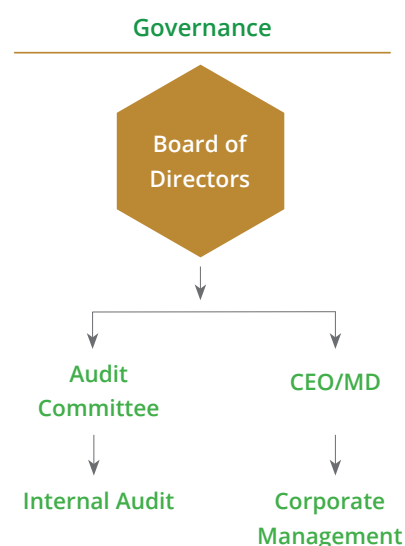 Governance
Board of
Directors
Audit
Committee
CEO/MD
Internal Audit
Corporate
Management